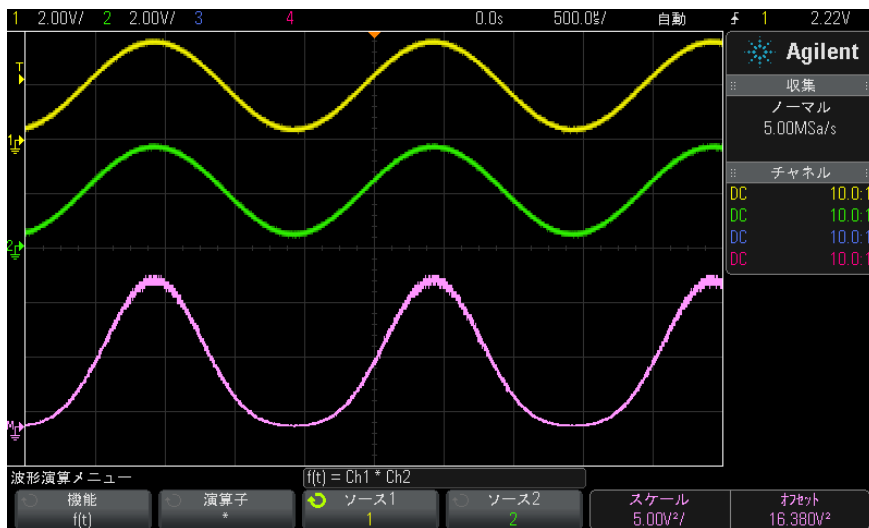 1 2.00V/ 2 2.00V/ 3 4 0.0s 500.0㎲/ 自動 1 2.22V
T
1
2
M
Agilent
収集
ノーマル
5.00MSa/s
チャネル
DC 10.0:1
DC 10.0:1
DC 10.0:1
DC 10.0:1
波形演算メニュー
f(t) = Ch1 * Ch2
機能
f(t)
演算子
*
ソース1
1
ソース2
2
スケール
5.00V²/
オフセット
16.380V²